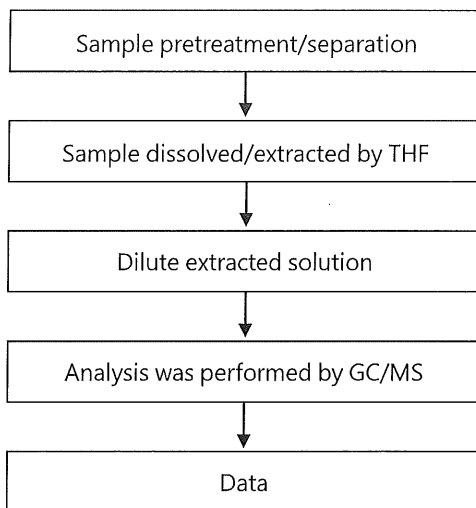 Sample pretreatment/separation
Sample dissolved/extracted by THF
Dilute extracted solution
Analysis was performed by GC/MS
Data